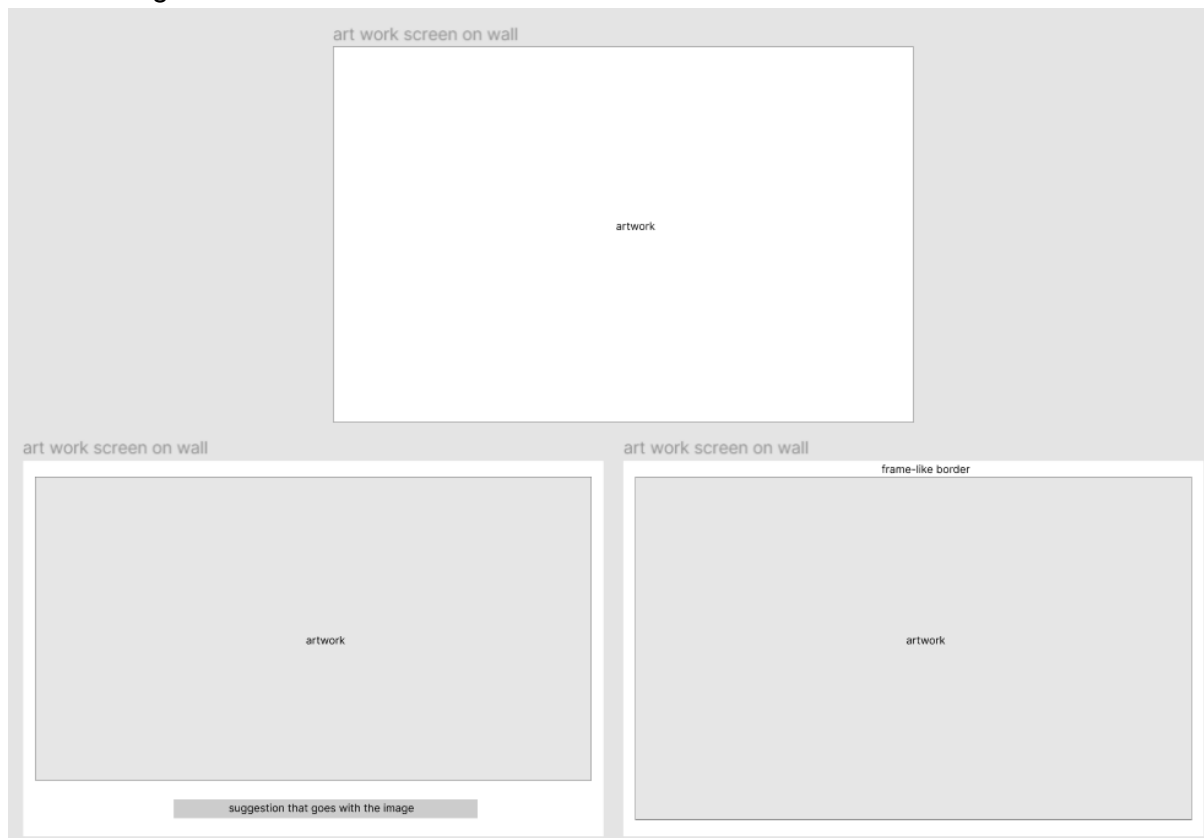 art work screen on wall
artwork
art work screen on wall
artwork
suggestion that goes with the image
art work screen on wall
frame-like border
artwork